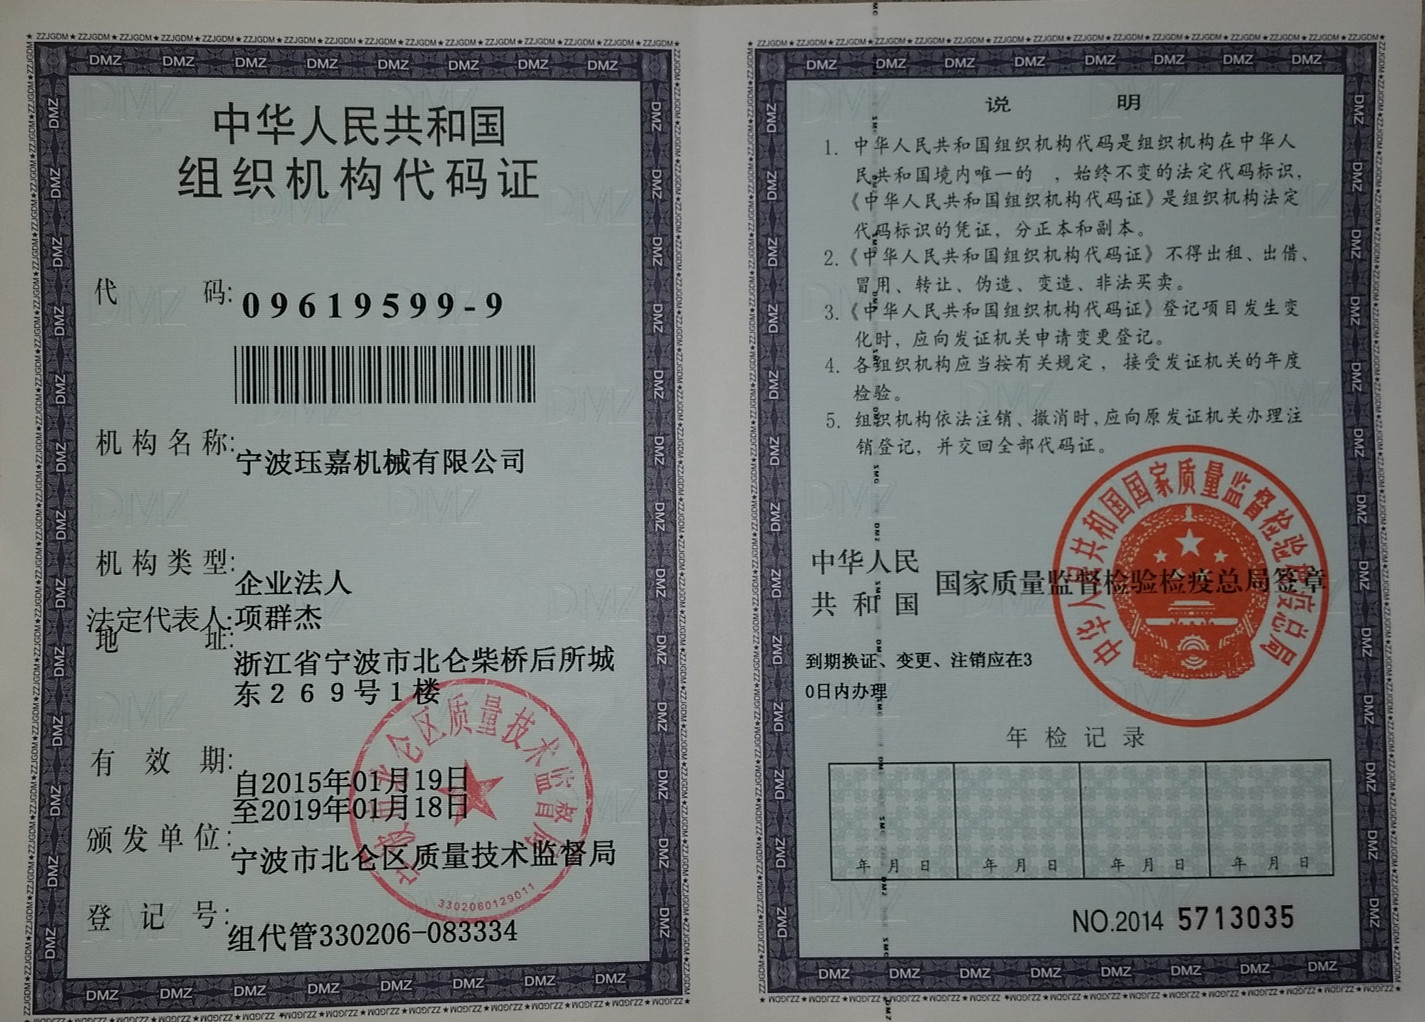 中华人民共和国
组织机构代码证
代 码:
09619599-9
机构名称:
宁波珏嘉机械有限公司
机构类型:
企业法人
法定代表人:项群杰
地 址:
浙江省宁波市北仑柴桥后所城
东２６９号１楼
有 效 期:
自2015年01月19日
至2019年01月18日
颁发单位:
宁波市北仑区质量技术监督局
登 记 号:
组代管330206-083334
宁波市北仑区质量技术监督局
3302060129011
说 明
1. 中华人民共和国组织机构代码是组织机构在中华人
民共和国境内唯一的 ，始终不变的法定代码标识，
《中华人民共和国组织机构代码证》是组织机构法定
代码标识的凭证，分正本和副本。
2.《中华人民共和国组织机构代码证》不得出租、出借、
冒用、转让、伪造、变造、非法买卖。
3.《中华人民共和国组织机构代码证》登记项目发生变
化时，应向发证机关申请变更登记。
4. 各组织机构应当按有关规定，接受发证机关的年度
检验。
5. 组织机构依法注销、撤消时,应向原发证机关办理注
销登记，并交回全部代码证。
中华人民
共和国
国家质量监督检验检疫总局签章
中华人民共和国国家质量监督检验检疫总局
到期换证、变更、注销应在3
0日内办理
年检记录
年 月 日 年 月 日 年 月 日 年 月 日
NO.2014 5713035